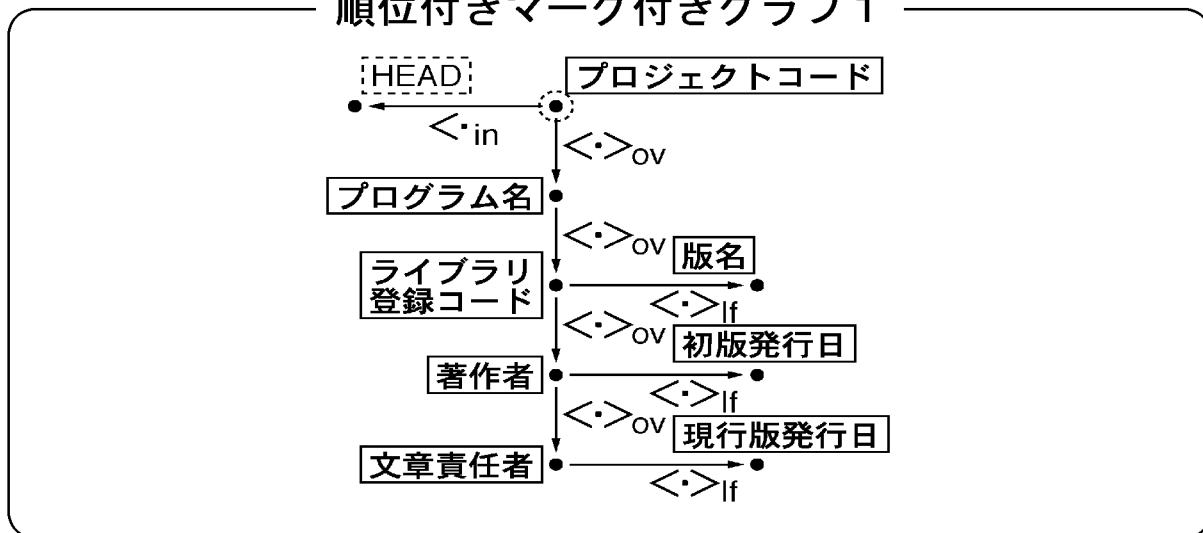 順位付きマーク付きグラフ1
HEAD
プロジェクトコード
<·in
<·>ov
プログラム名
<·>ov
版名
ライブラリ
登録コード
<·>lf
<·>ov
初版発行日
著作者
<·>lf
<·>ov
現行版発行日
文章責任者
<·>lf